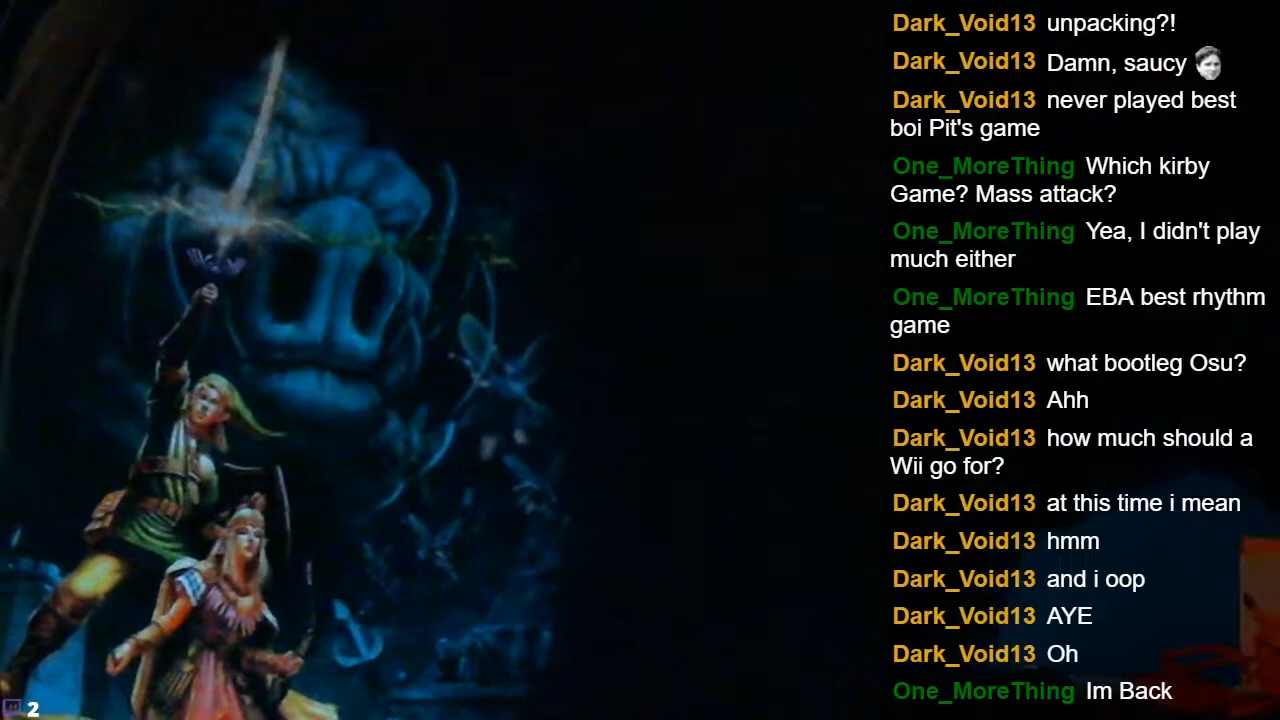 Dark_Void13 unpacking?!
Dark_Void13 Damn, saucy
Dark_Void13 never played best
boi Pit's game
One_MoreThing Which kirby
Game? Mass attack?
One_MoreThing Yea, I didn't play
much either
One_MoreThing EBA best rhythm
game
Dark_Void13 what bootleg Osu?
Dark_Void13 Ahh
Dark_Void13 how much should a
Wii go for?
Dark_Void13 at this time i mean
Dark_Void13 hmm
Dark_Void13 and i oop
Dark_Void13 AYE
Dark_Void13 Oh
One_MoreThing Im Back
2